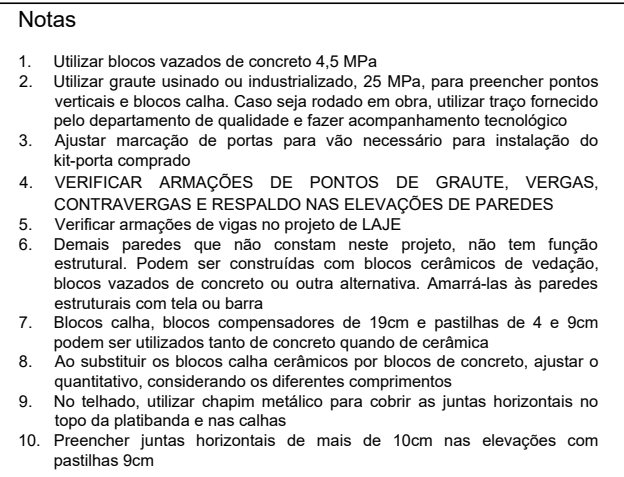 Notas
1. Utilizar blocos vazados de concreto 4,5 MPa
2. Utilizar graute usinado ou industrializado, 25 MPa, para preencher pontos
verticais e blocos calha. Caso seja rodado em obra, utilizar traço fornecido
pelo departamento de qualidade e fazer acompanhamento tecnológico
3. Ajustar marcação de portas para vão necessário para instalação do
kit-porta comprado
4. VERIFICAR ARMAÇÕES DE PONTOS DE GRAUTE, VERGAS,
CONTRAVERGAS E RESPALDO NAS ELEVAÇÕES DE PAREDES
5. Verificar armações de vigas no projeto de LAJE
6. Demais paredes que não constam neste projeto, não tem função
estrutural. Podem ser construídas com blocos cerâmicos de vedação,
blocos vazados de concreto ou outra alternativa. Amarrá-las às paredes
estruturais com tela ou barra
7. Blocos calha, blocos compensadores de 19cm e pastilhas de 4 e 9cm
podem ser utilizados tanto de concreto quando de cerâmica
8. Ao substituir os blocos calha cerâmicos por blocos de concreto, ajustar o
quantitativo, considerando os diferentes comprimentos
9. No telhado, utilizar chapim metálico para cobrir as juntas horizontais no
topo da platibanda e nas calhas
10. Preencher juntas horizontais de mais de 10cm nas elevações com
pastilhas 9cm